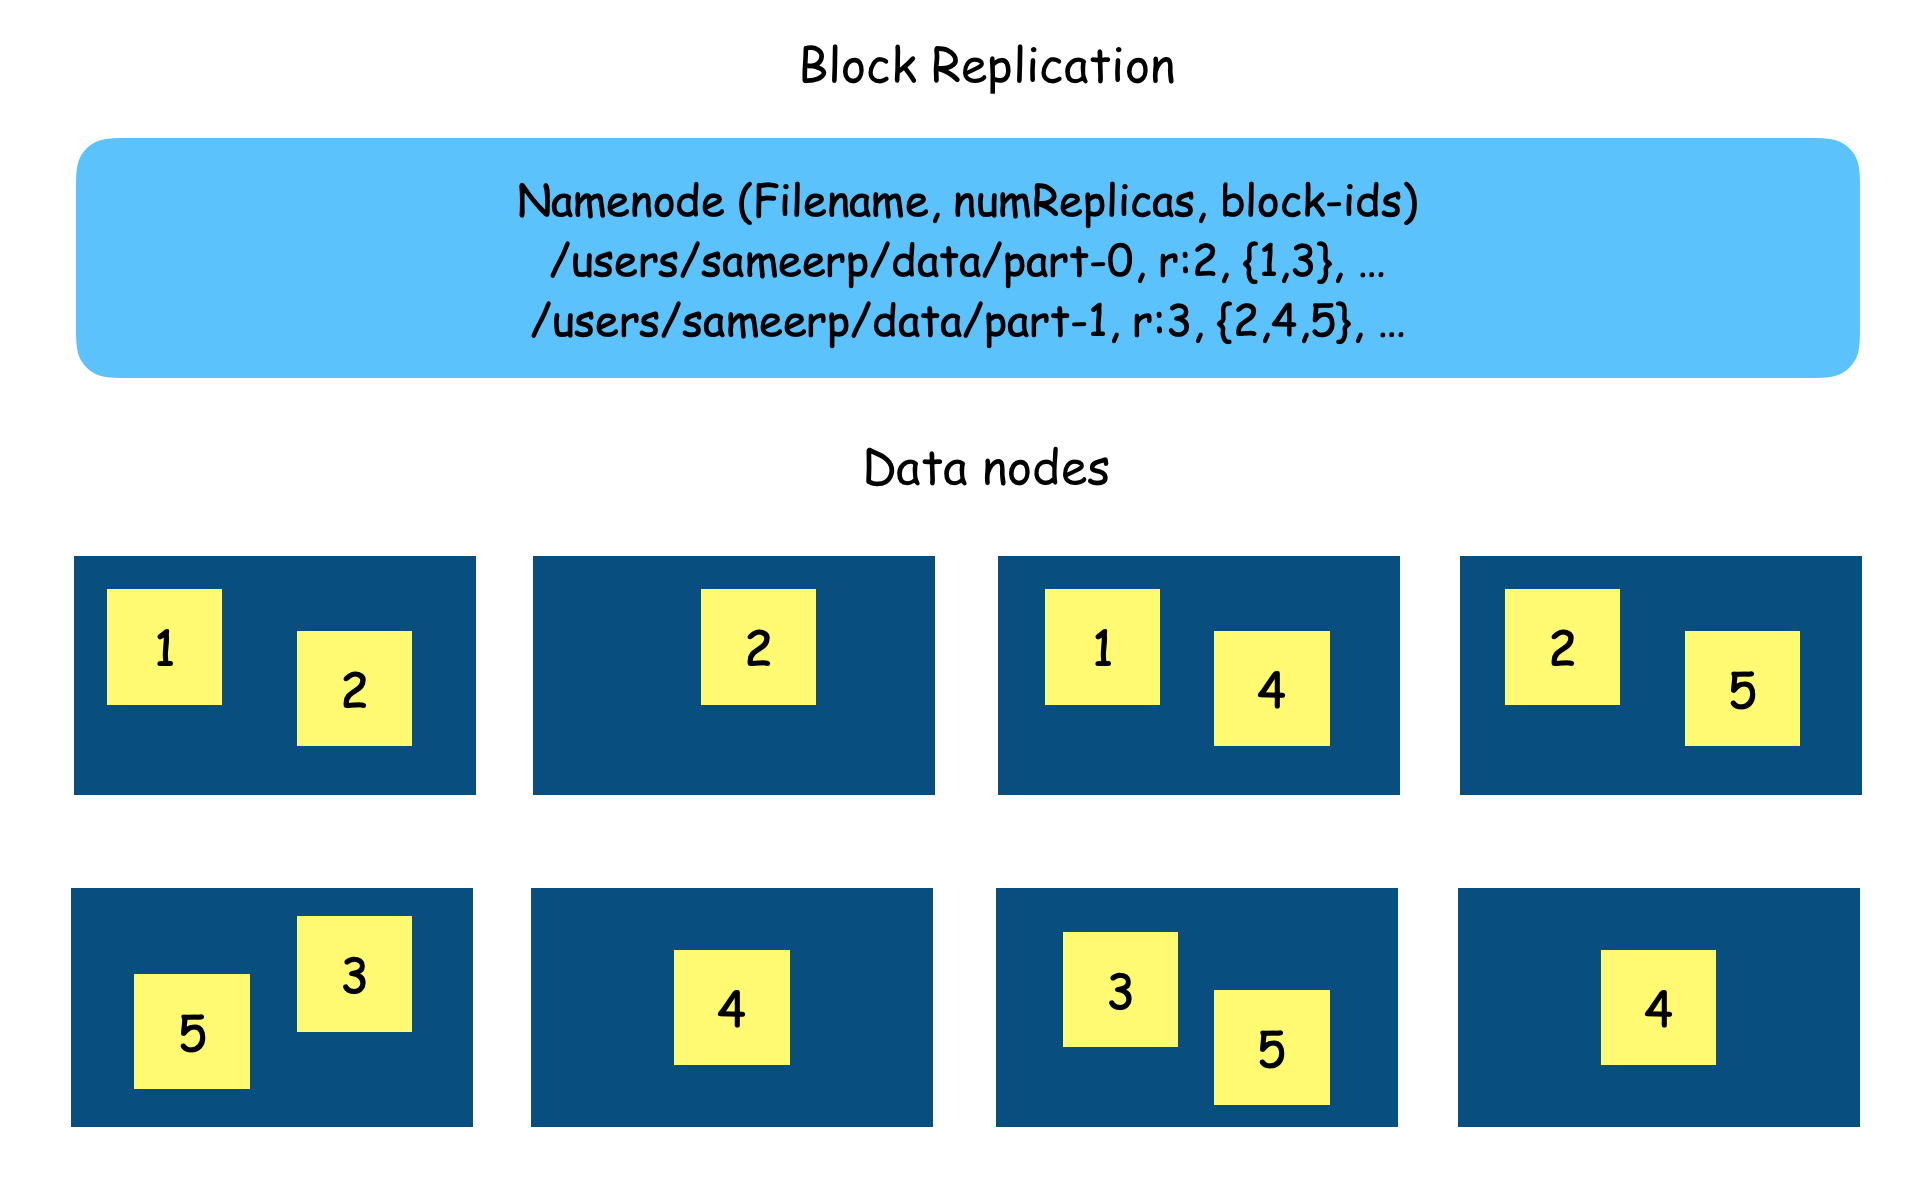 Block Replication
Namenode (Filename, numReplicas, block-ids)
/users/sameerp/data/part-0, r:2, {1,3}, ...
/users/sameerp/data/part-1, r:3, {2,4,5}, ...
Data nodes
1
2
2
1
4
2
5
5
3
4
3
5
4